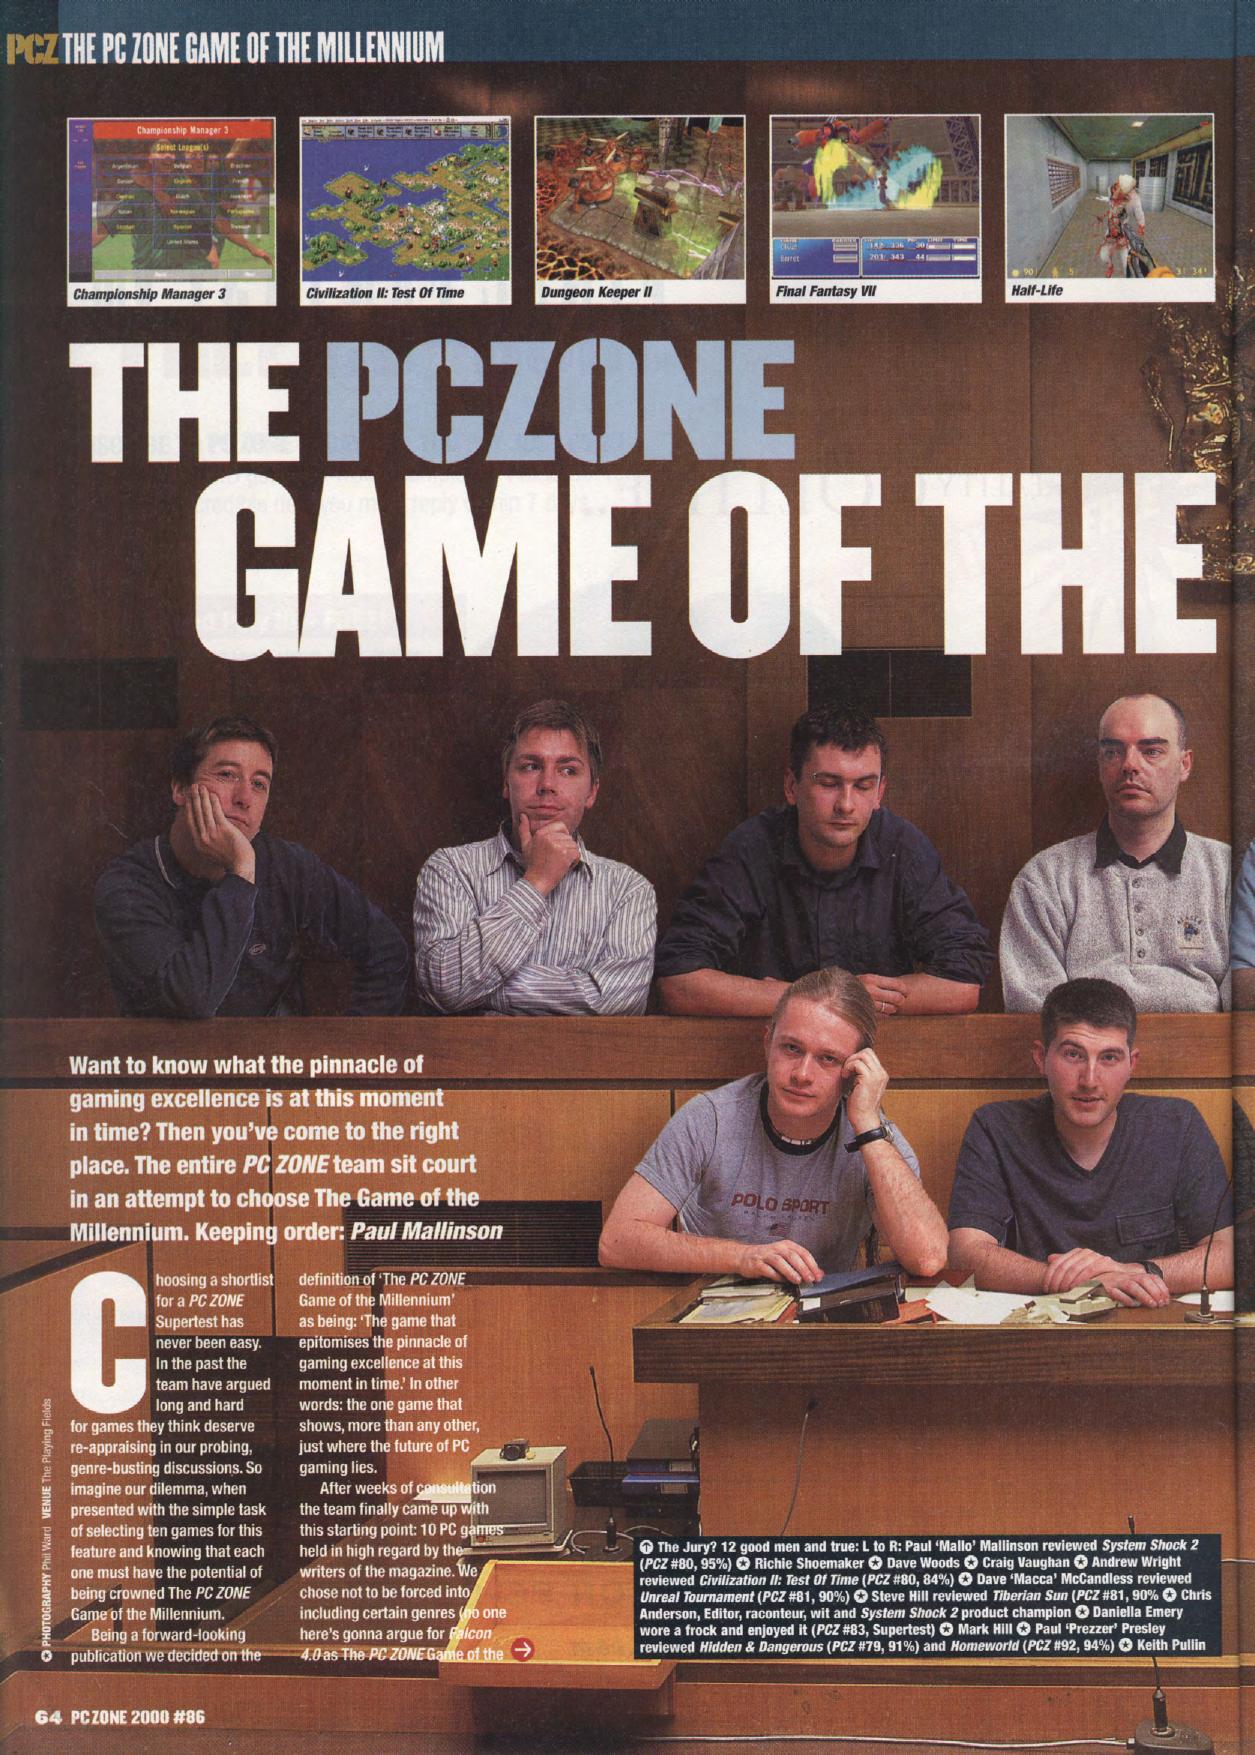 PCZ THE PC ZONE GAME OF THE MILLENNIUM
Championship Manager 3
Select League(s)
United States
Championship Manager 3
Civilization II: Test Of Time
Dungeon Keeper II
Final Fantasy VII
Half-Life
THE PCZONE
GAME OF THE
POLO SPORT
Want to know what the pinnacle of
gaming excellence is at this moment
in time? Then you've come to the right
place. The entire PC ZONE team sit court
in an attempt to choose The Game of the
Millennium. Keeping order: Paul Mallinson
Choosing a shortlist
for a PC ZONE
Supertest has
never been easy.
In the past the
team have argued
long and hard
for games they think deserve
re-appraising in our probing,
genre-busting discussions. So
imagine our dilemma, when
presented with the simple task
of selecting ten games for this
feature and knowing that each
one must have the potential of
being crowned The PC ZONE
Game of the Millennium.
Being a forward-looking
publication we decided on the
definition of 'The PC ZONE
Game of the Millennium'
as being: 'The game that
epitomises the pinnacle of
gaming excellence at this
moment in time.' In other
words: the one game that
shows, more than any other,
just where the future of PC
gaming lies.
After weeks of consultation
the team finally came up with
this starting point: 10 PC games
held in high regard by the
writers of the magazine. We
chose not to be forced into
including certain genres (no one
here's gonna argue for Falcon
4.0 as The PC ZONE Game of the
PHOTOGRAPHY Phil Ward VENUE The Playing Fields
The Jury? 12 good men and true: L to R: Paul 'Mallo' Mallinson reviewed System Shock 2
(PCZ #80, 95%) ✪ Richie Shoemaker ✪ Dave Woods ✪ Craig Vaughan ✪ Andrew Wright
reviewed Civilization II: Test Of Time (PCZ #80, 84%) ✪ Dave 'Macca' McCandless reviewed
Unreal Tournament (PCZ #81, 90%) ✪ Steve Hill reviewed Tiberian Sun (PCZ #81, 90% ✪ Chris
Anderson, Editor, raconteur, wit and System Shock 2 product champion ✪ Daniella Emery
wore a frock and enjoyed it (PCZ #83, Supertest) ✪ Mark Hill ✪ Paul 'Prezzer' Presley
reviewed Hidden & Dangerous (PCZ #79, 91%) and Homeworld (PCZ #92, 94%) ✪ Keith Pullin
64 PCZONE 2000 #86